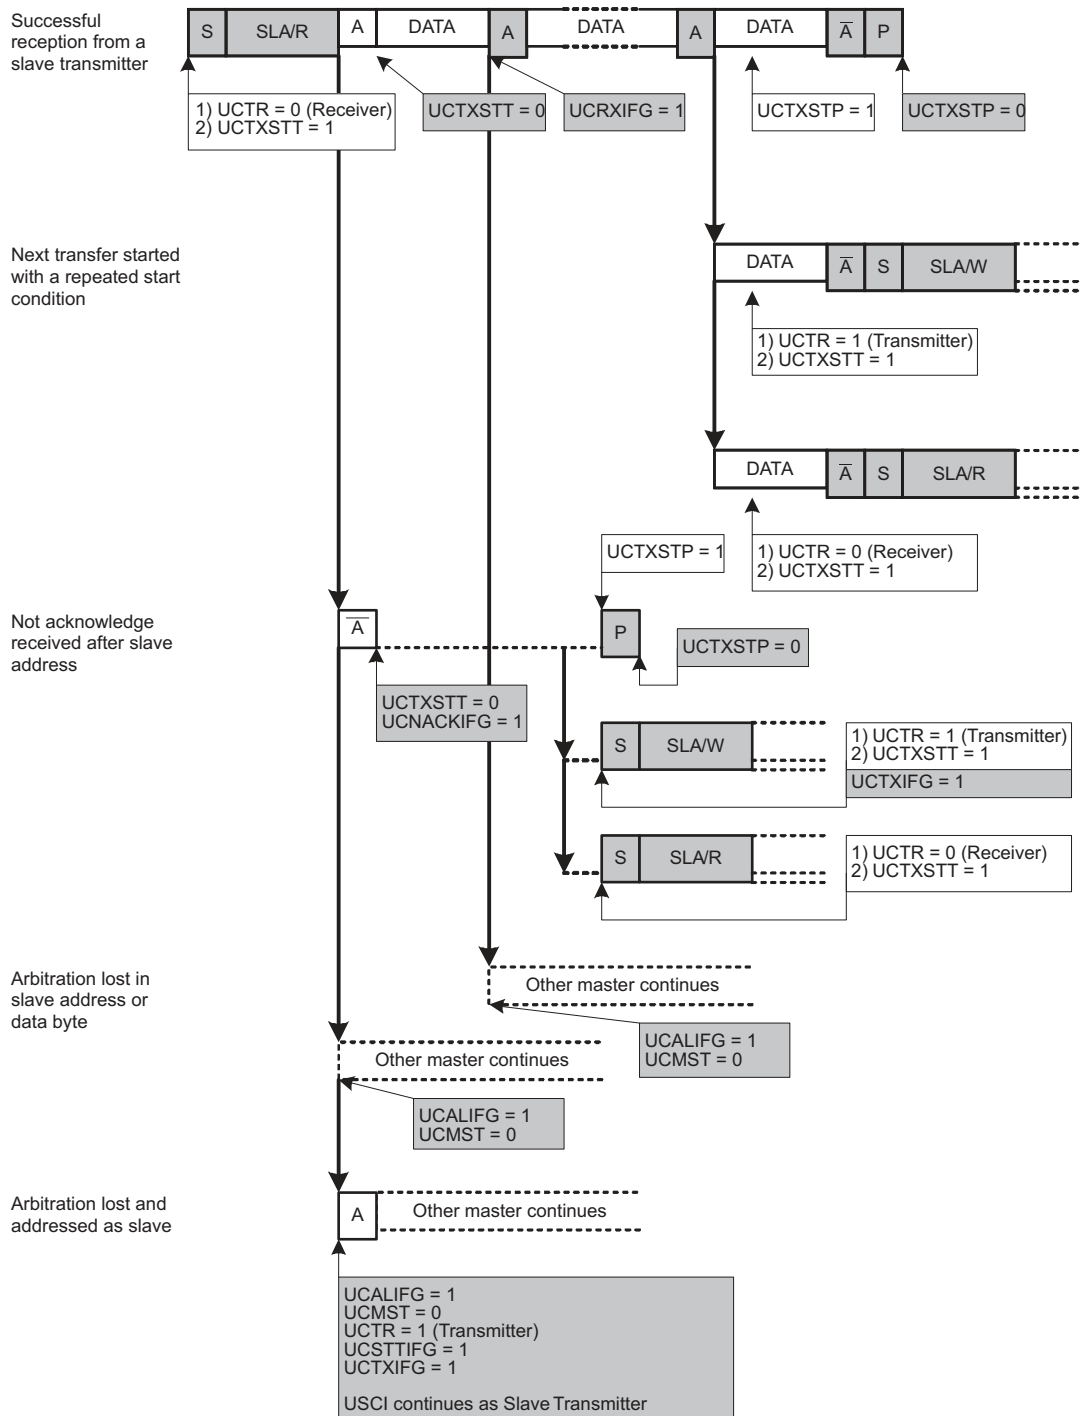 Successful
reception from a
slave transmitter
S SLA/R A DATA A DATA A DATA A̅ P
1) UCTR = 0 (Receiver)
2) UCTXSTT = 1
UCTXSTT = 0
UCRXIFG = 1
UCTXSTP = 1
UCTXSTP = 0
Next transfer started
with a repeated start
condition
DATA A̅ S SLA/W
1) UCTR = 1 (Transmitter)
2) UCTXSTT = 1
DATA A̅ S SLA/R
1) UCTR = 0 (Receiver)
2) UCTXSTT = 1
UCTXSTP = 1
Not acknowledge
received after slave
address
A̅
P
UCTXSTP = 0
UCTXSTT = 0
UCNACKIFG = 1
S SLA/W
1) UCTR = 1 (Transmitter)
2) UCTXSTT = 1
UCTXIFG = 1
S SLA/R
1) UCTR = 0 (Receiver)
2) UCTXSTT = 1
Arbitration lost in
slave address or
data byte
Other master continues
UCALIFG = 1
UCMST = 0
Other master continues
UCALIFG = 1
UCMST = 0
Arbitration lost and
addressed as slave
A Other master continues
UCALIFG = 1
UCMST = 0
UCTR = 1 (Transmitter)
UCSTTIFG = 1
UCTXIFG = 1
USCI continues as Slave Transmitter